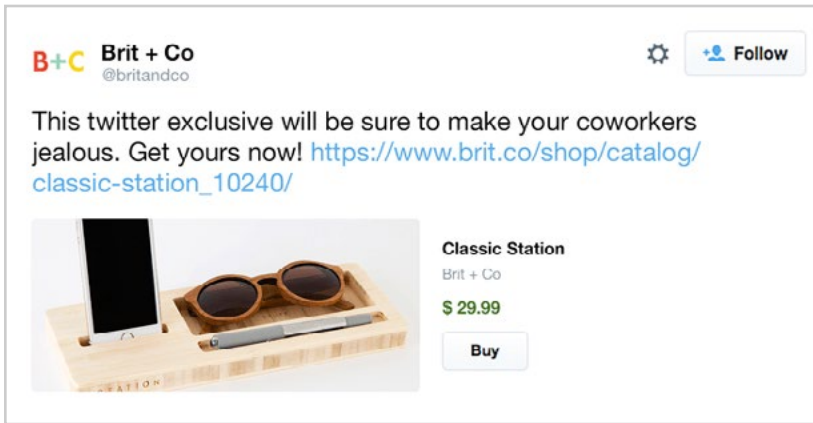 B+C
Brit + Co
@britandco
Follow
This twitter exclusive will be sure to make your coworkers
jealous. Get yours now! https://www.brit.co/shop/catalog/
classic-station_10240/
STATION
Classic Station
Brit + Co
$ 29.99
Buy